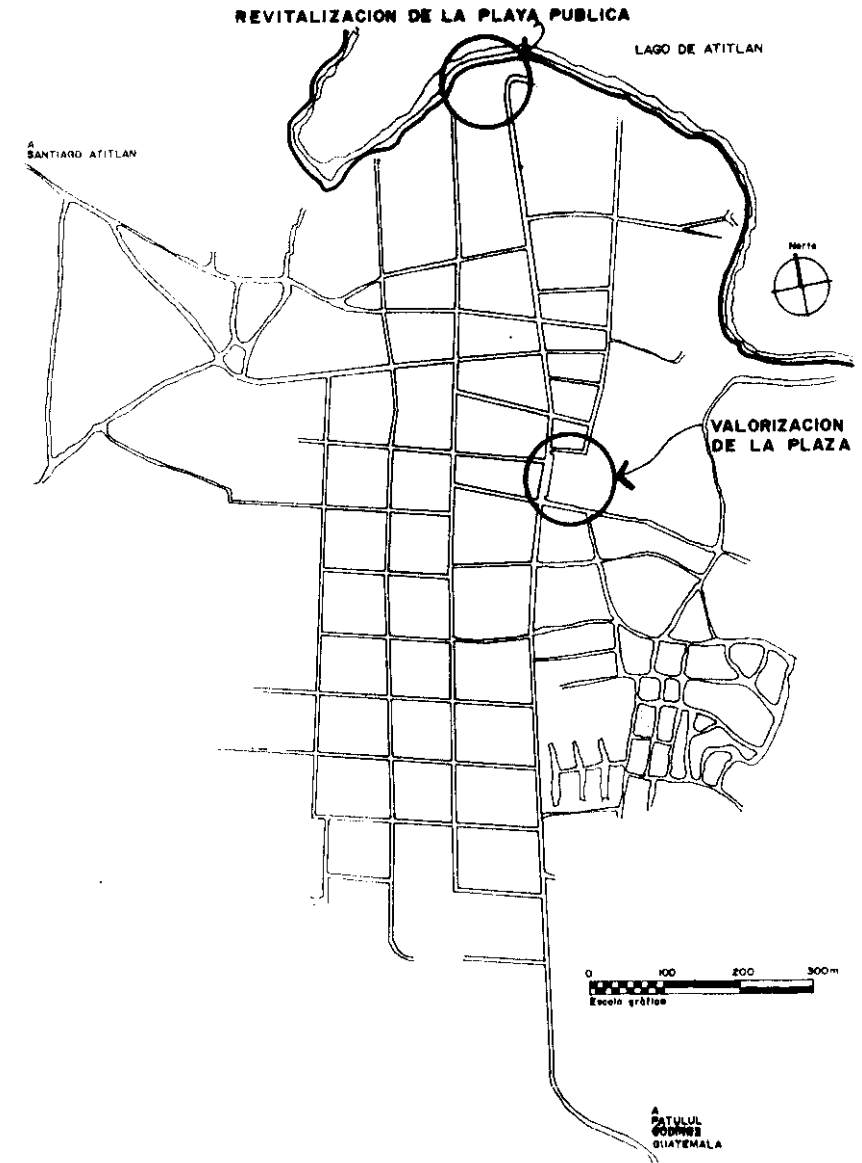 REVITALIZACION DE LA PLAYA PUBLICA
LAGO DE ATITLAN
A
SANTIAGO ATITLAN
Norte
VALORIZACION
DE LA PLAZA
0 100 200 300m
Escala gráfica
A
PATULUL
GODINEZ
GUATEMALA